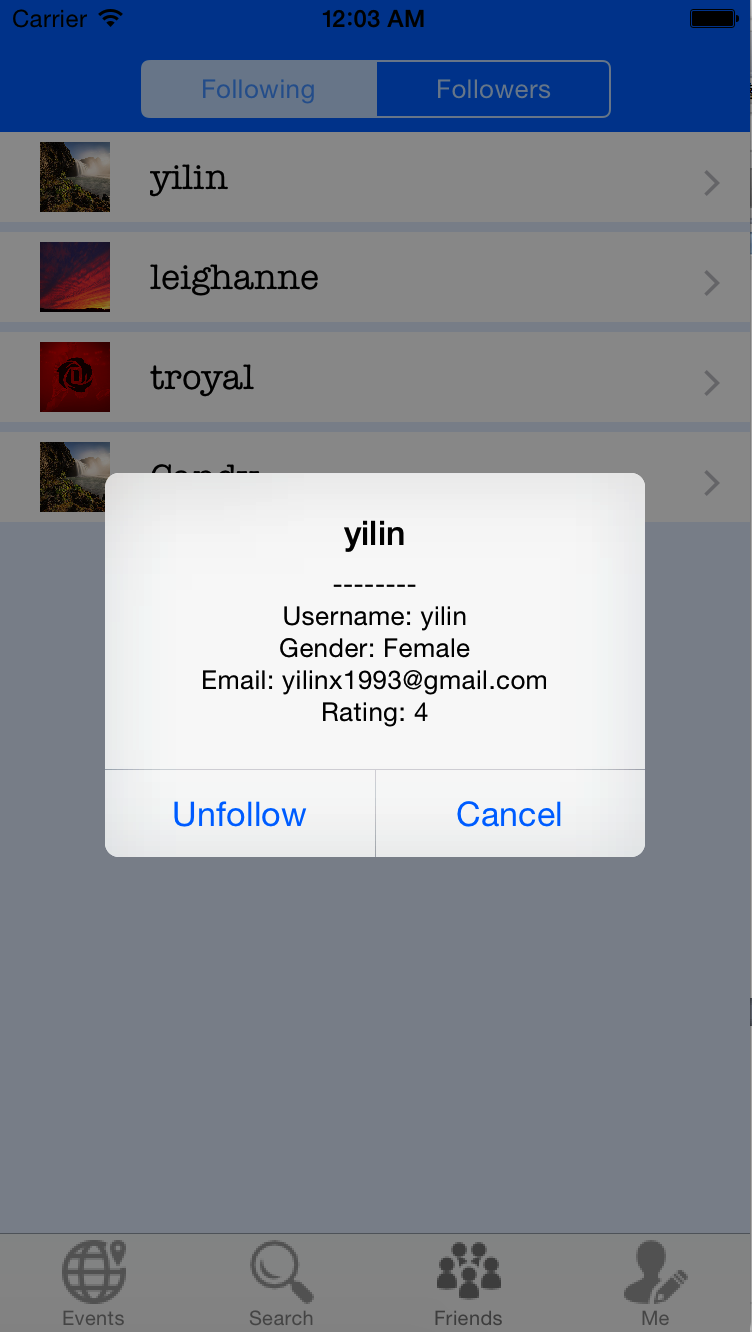 Carrier 12:03 AM
Following Followers
yilin
leighanne
troyal
yilin
--------
Username: yilin
Gender: Female
Email: yilinx1993@gmail.com
Rating: 4
Unfollow Cancel
Events Search Friends Me